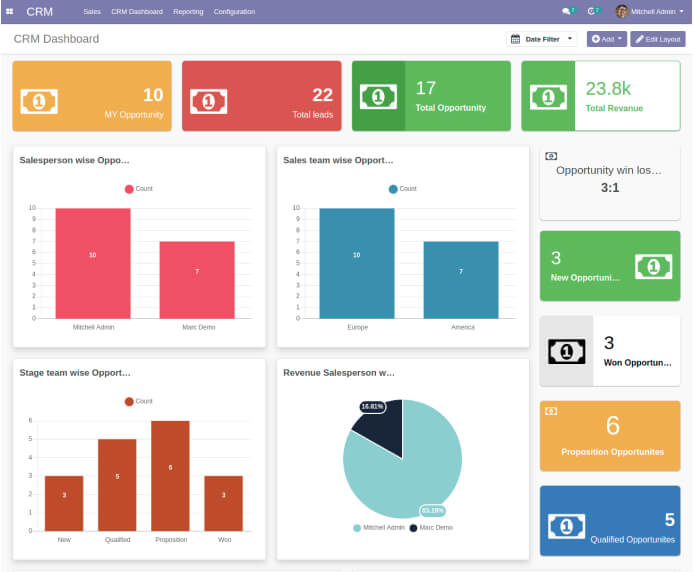 CRM
Sales CRM Dashboard Reporting Configuration
Mitchell Admin
CRM Dashboard
Date Filter
Add
Edit Layout
10
MY Opportunity
22
Total leads
17
Total Opportunity
23.8k
Total Revanue
Salesperson wise Oppo...
Count
10
9
8
7
6
5
4
3
2
1
0
10
7
Mitchell Admin
Marc Demo
Sales team wise Opport...
Count
10
9
8
7
6
5
4
3
2
1
0
10
7
Europe
America
Opportunity win los...
3:1
3
New Opportuni...
3
Won Opportun...
Stage team wise Opport...
Count
6
5
4
3
2
1
0
3
5
6
3
New
Qualified
Proposition
Won
Revenue Salesperson w...
16.81%
83.19%
Mitchell Admin
Marc Demo
6
Proposition Opportunites
5
Qualified Opportunites